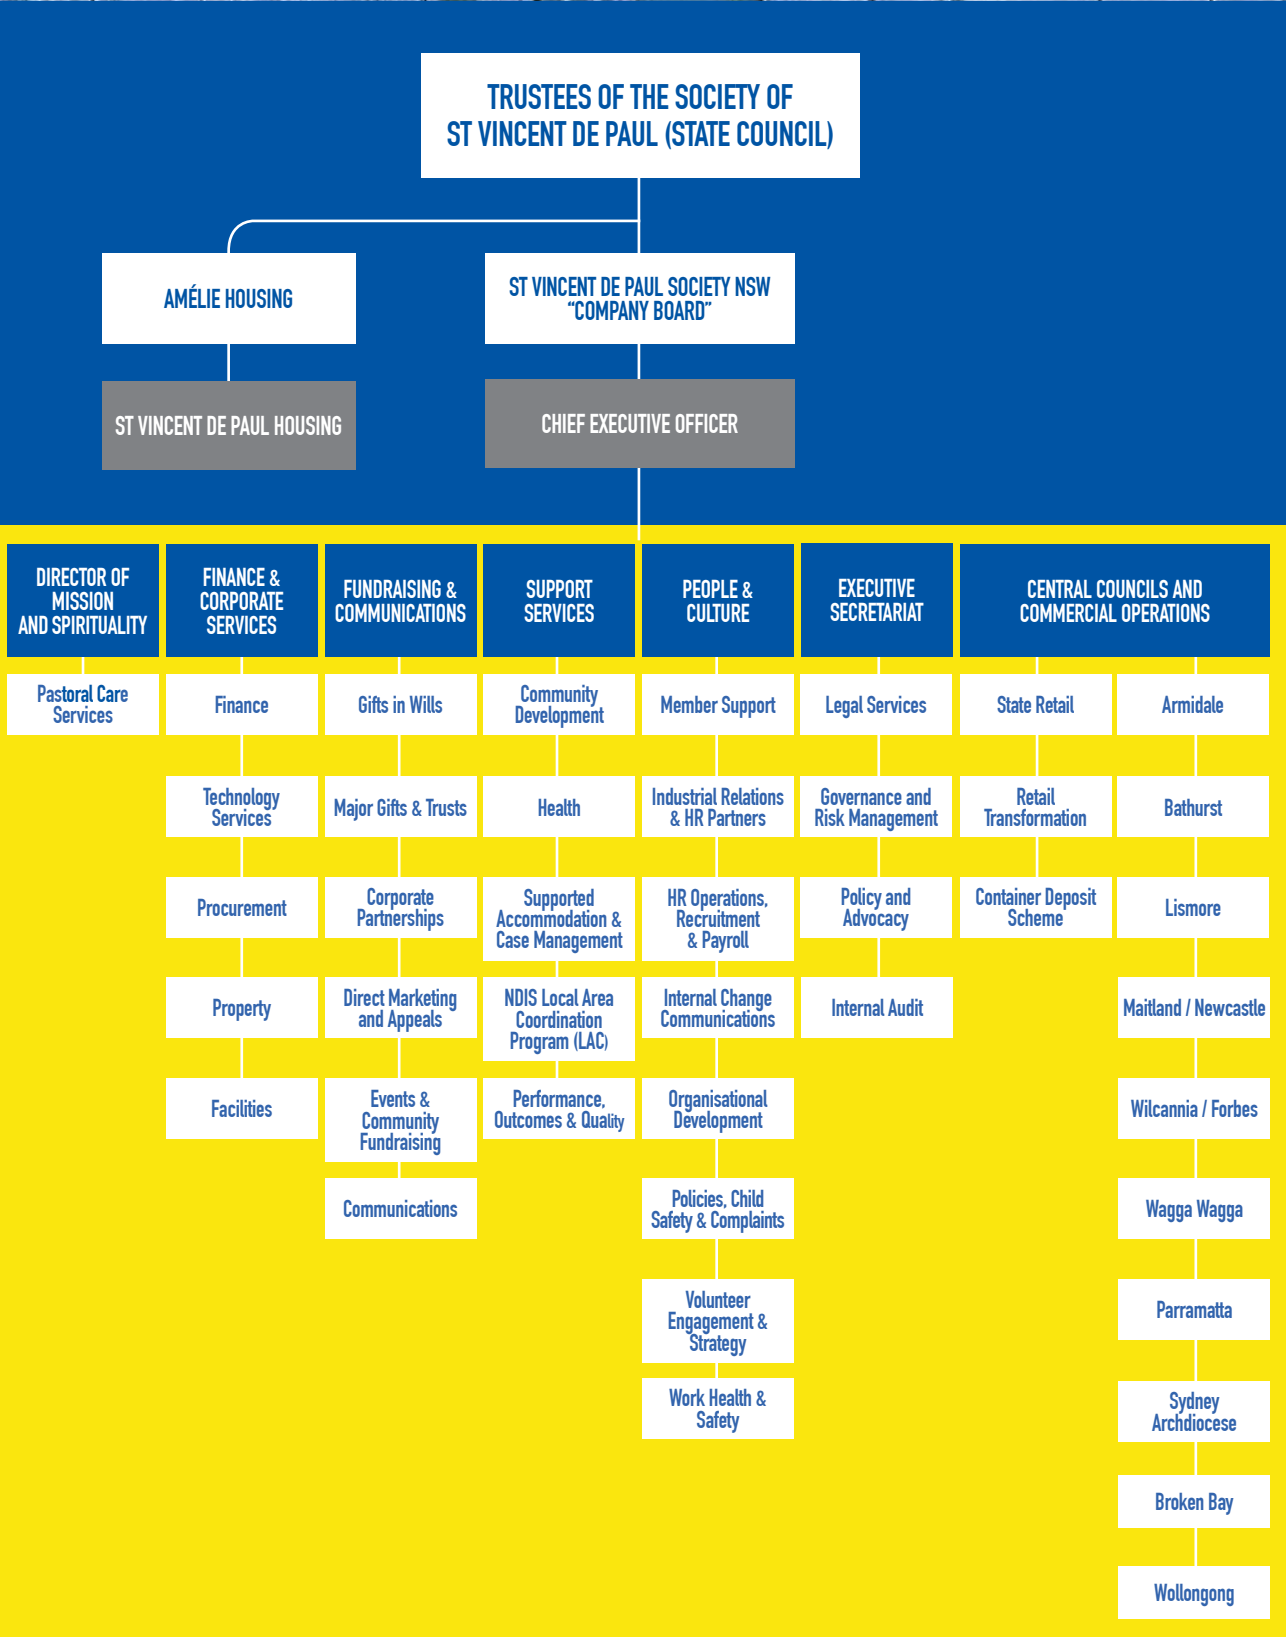 TRUSTEES OF THE SOCIETY OF
ST VINCENT DE PAUL (STATE COUNCIL)
AMÉLIE HOUSING
ST VINCENT DE PAUL SOCIETY NSW
“COMPANY BOARD”
ST VINCENT DE PAUL HOUSING
CHIEF EXECUTIVE OFFICER
DIRECTOR OF
MISSION
AND SPIRITUALITY
Pastoral Care
Services
FINANCE &
CORPORATE
SERVICES
Finance
Technology
Services
Procurement
Property
Facilities
FUNDRAISING &
COMMUNICATIONS
Gifts in Wills
Major Gifts & Trusts
Corporate
Partnerships
Direct Marketing
and Appeals
Events &
Community
Fundraising
Communications
SUPPORT
SERVICES
Community
Development
Health
Supported
Accommodation &
Case Management
NDIS Local Area
Coordination
Program (LAC)
Performance,
Outcomes & Quality
PEOPLE &
CULTURE
Member Support
Industrial Relations
& HR Partners
HR Operations,
Recruitment
& Payroll
Internal Change
Communications
Organisational
Development
Policies, Child
Safety & Complaints
Volunteer
Engagement &
Strategy
Work Health &
Safety
EXECUTIVE
SECRETARIAT
Legal Services
Governance and
Risk Management
Policy and
Advocacy
Internal Audit
CENTRAL COUNCILS AND
COMMERCIAL OPERATIONS
State Retail
Retail
Transformation
Container Deposit
Scheme
Armidale
Bathurst
Lismore
Maitland / Newcastle
Wilcannia / Forbes
Wagga Wagga
Parramatta
Sydney
Archdiocese
Broken Bay
Wollongong